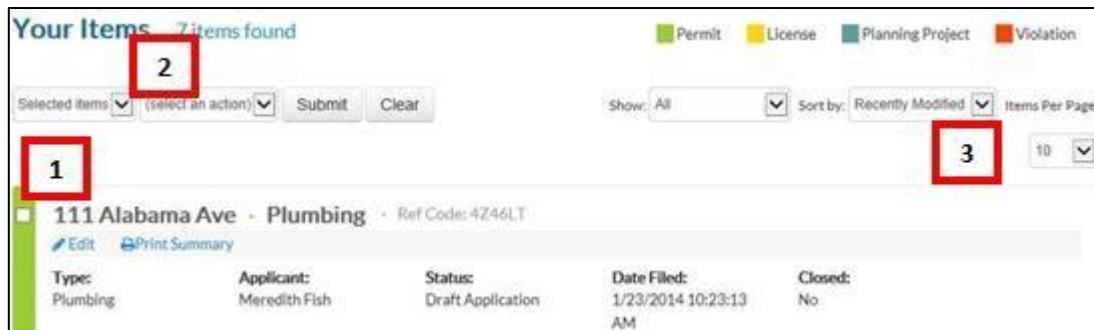 Your Items 7 items found
Permit License Planning Project Violation
2
Selected items (select an action) Submit Clear Show: All Sort by: Recently Modified Items Per Page
1 3 10
111 Alabama Ave - Plumbing - Ref Code: 4Z46LT
Edit Print Summary
Type: Applicant: Status: Date Filed: Closed:
Plumbing Meredith Fish Draft Application 1/23/2014 10:23:13 No
AM